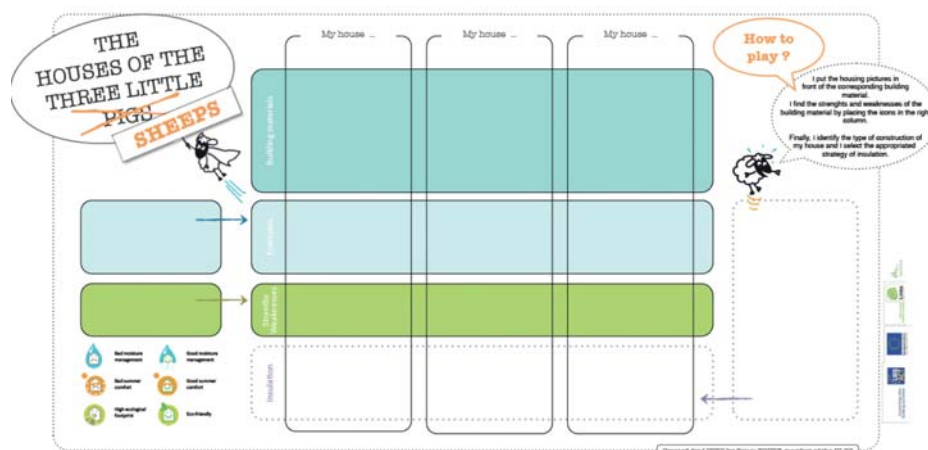 THE
HOUSES OF THE
THREE LITTLE
PIGS
SHEEPS
My house ...
My house ...
My house ...
How to
play ?
I put the housing pictures in
front of the corresponding building
material.
I find the strenghts and weaknesses of the
building material by placing the icons in the right
column.
Finally, I identify the type of construction of
my house and I select the appropriated
strategy of insulation.
Building materials
Weaknesses
Insulation
Bad moisture
management
Good moisture
management
Bad summer
comfort
Good summer
comfort
High ecological
footprint
Eco-friendly